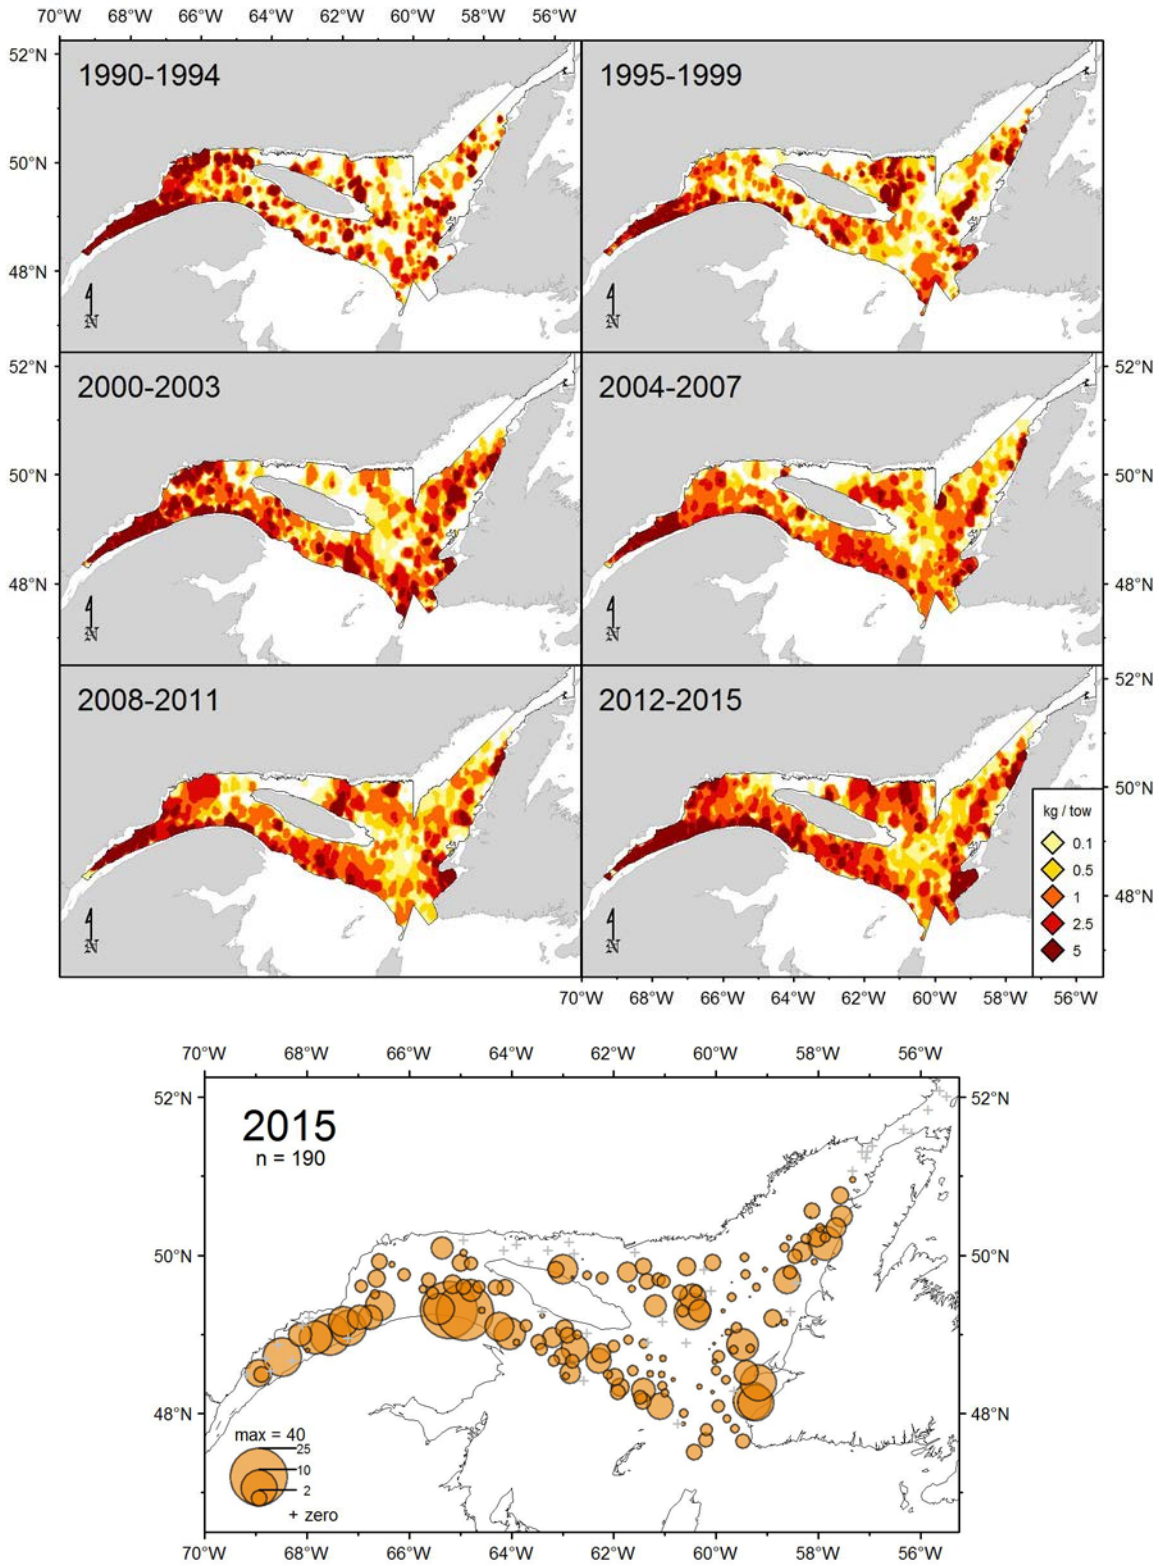 70°W 68°W 66°W 64°W 62°W 60°W 58°W 56°W
52°N
1990-1994
1995-1999
50°N
48°N
N
N
52°N
52°N
2000-2003
2004-2007
50°N
50°N
48°N
48°N
N
N
52°N
2008-2011
2012-2015
50°N
kg / tow
0.1
0.5
1
48°N
2.5
5
N
N
70°W 68°W 66°W 64°W 62°W 60°W 58°W 56°W
70°W 68°W 66°W 64°W 62°W 60°W 58°W 56°W
52°N
52°N
2015
n = 190
50°N
50°N
48°N
48°N
max = 40
25
10
2
+ zero
70°W 68°W 66°W 64°W 62°W 60°W 58°W 56°W